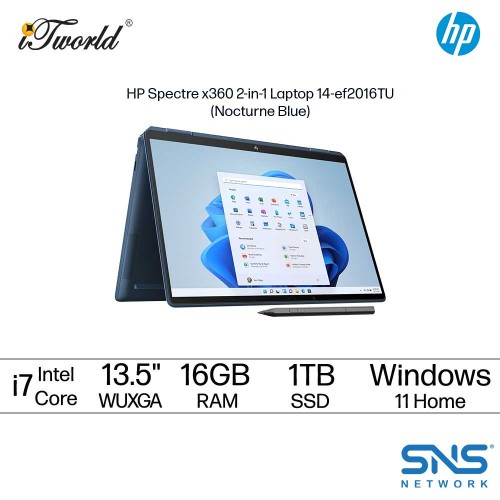 iTworld®
hp
HP Spectre x360 2-in-1 Laptop 14-ef2016TU
(Nocturne Blue)
i7 Intel Core
13.5" WUXGA
16GB RAM
1TB SSD
Windows 11 Home
SNS®
NETWORK